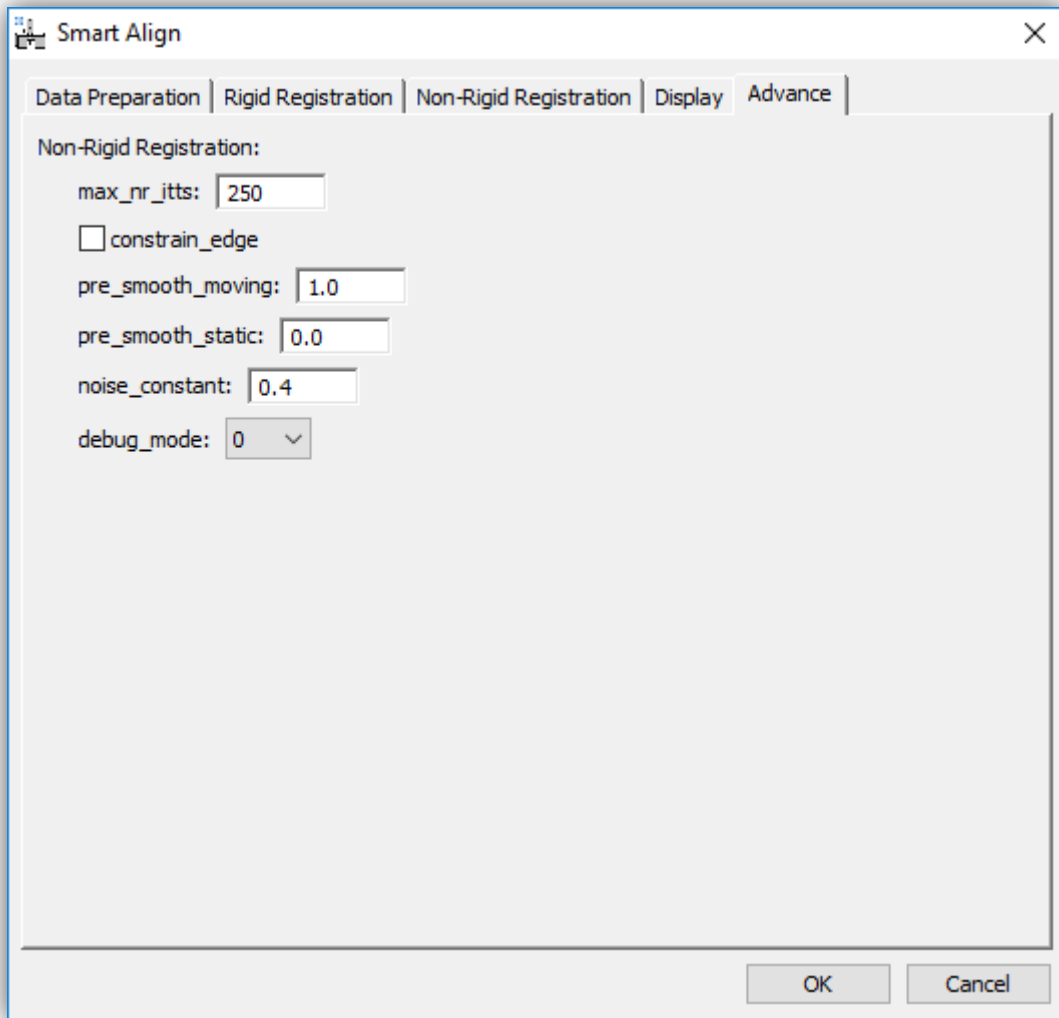 Smart Align
Data Preparation Rigid Registration Non-Rigid Registration Display Advance
Non-Rigid Registration:
max_nr_itts: 250
constrain_edge
pre_smooth_moving: 1.0
pre_smooth_static: 0.0
noise_constant: 0.4
debug_mode: 0
OK Cancel